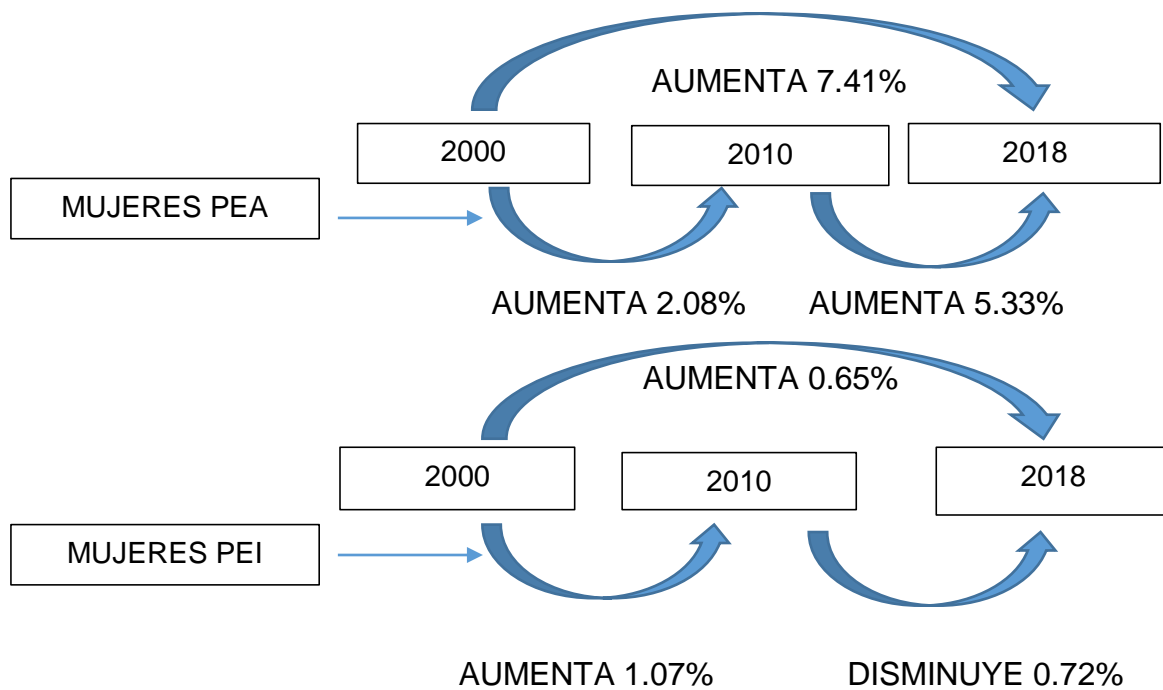 AUMENTA 7.41%
2000
2010
2018
MUJERES PEA
AUMENTA 2.08%
AUMENTA 5.33%
AUMENTA 0.65%
2000
2010
2018
MUJERES PEI
AUMENTA 1.07%
DISMINUYE 0.72%